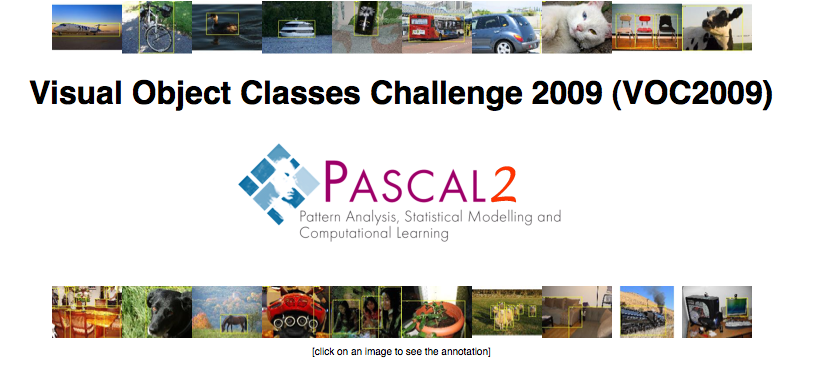 Visual Object Classes Challenge 2009 (VOC2009)
PASCAL2
Pattern Analysis, Statistical Modelling and
Computational Learning
[click on an image to see the annotation]